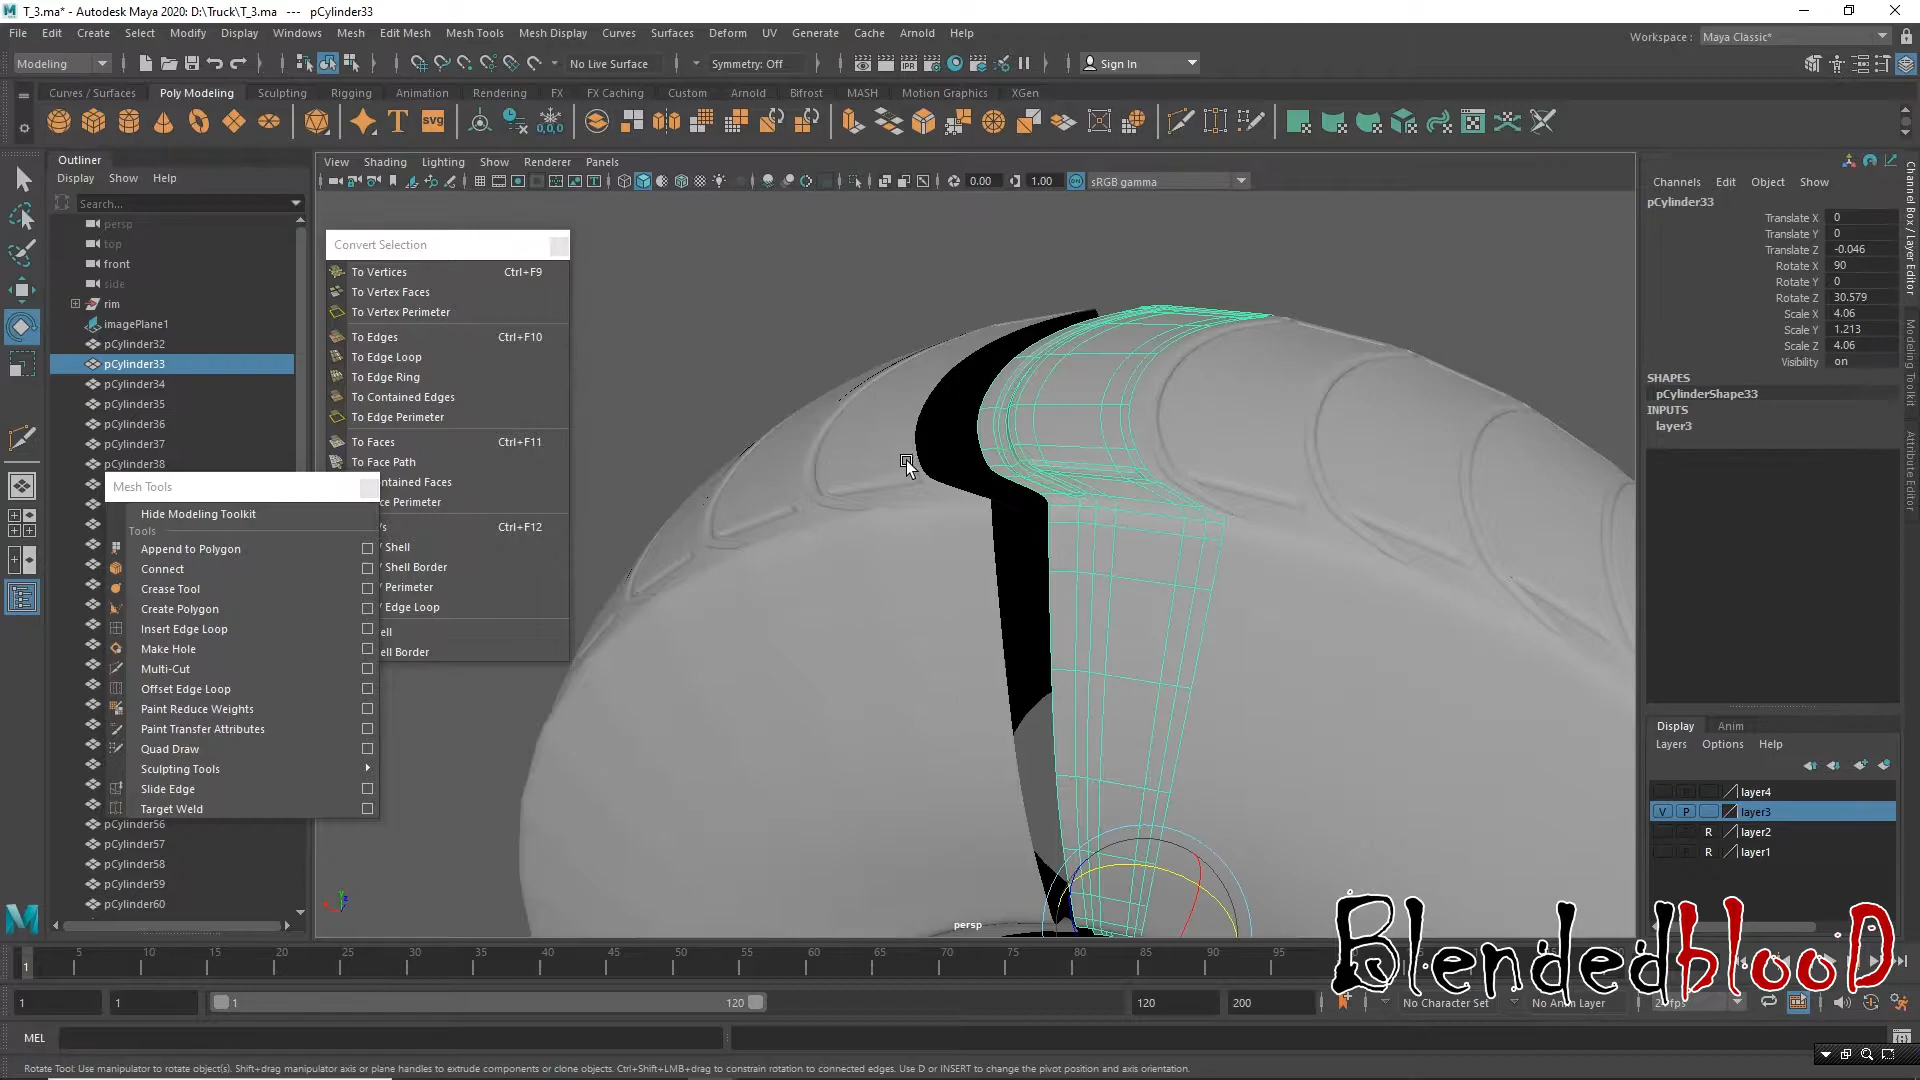 T_3.ma* - Autodesk Maya 2020: D:\Truck\T_3.ma --- pCylinder33
File Edit Create Select Modify Display Windows Mesh Edit Mesh Mesh Tools Mesh Display Curves Surfaces Deform UV Generate Cache Arnold Help
Workspace : Maya Classic*
Modeling No Live Surface Symmetry: Off Sign In
Curves / Surfaces Poly Modeling Sculpting Rigging Animation Rendering FX FX Caching Custom Arnold Bifrost MASH Motion Graphics XGen
Outliner
Display Show Help
Search...
persp
top
front
side
rim
imagePlane1
pCylinder32
pCylinder33
pCylinder34
pCylinder35
pCylinder36
pCylinder37
pCylinder38
Mesh Tools
Hide Modeling Toolkit
Tools
Append to Polygon
Connect
Crease Tool
Create Polygon
Insert Edge Loop
Make Hole
Multi-Cut
Offset Edge Loop
Paint Reduce Weights
Paint Transfer Attributes
Quad Draw
Sculpting Tools
Slide Edge
Target Weld
pCylinder56
pCylinder57
pCylinder58
pCylinder59
pCylinder60
View Shading Lighting Show Renderer Panels
0.00 1.00 sRGB gamma
Convert Selection
To Vertices Ctrl+F9
To Vertex Faces
To Vertex Perimeter
To Edges Ctrl+F10
To Edge Loop
To Edge Ring
To Contained Edges
To Edge Perimeter
To Faces Ctrl+F11
To Face Path
ontained Faces
ce Perimeter
/s Ctrl+F12
/ Shell
/ Shell Border
/ Perimeter
/ Edge Loop
ell
ell Border
persp
Channels Edit Object Show
pCylinder33
Translate X 0
Translate Y 0
Translate Z -0.046
Rotate X 90
Rotate Y 0
Rotate Z 30.579
Scale X 4.06
Scale Y 1.213
Scale Z 4.06
Visibility on
SHAPES
pCylinderShape33
INPUTS
layer3
Channel Box / Layer Editor
Modeling Toolkit
Attribute Editor
Display Anim
Layers Options Help
layer4
V P layer3
R layer2
R layer1
BlendedblooD
1 5 10 15 20 25 30 35 40 45 50 55 60 65 70 75 80 85 90 95
1 1 1 120 120 200 No Character Set No Anim Layer
MEL
Rotate Tool: Use manipulator to rotate object(s). Shift+drag manipulator axis or plane handles to extrude components or clone objects. Ctrl+Shift+LMB+drag to constrain rotation to connected edges. Use D or INSERT to change the pivot position and axis orientation.